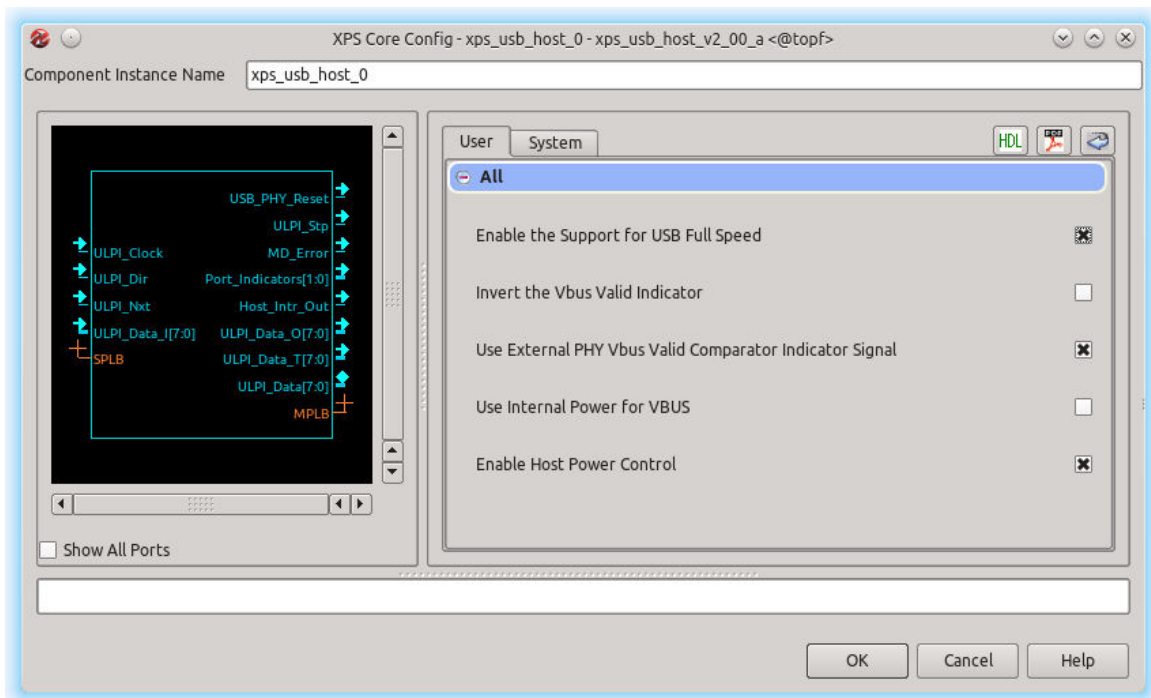 XPS Core Config - xps_usb_host_0 - xps_usb_host_v2_00_a <@topf>
Component Instance Name xps_usb_host_0
User System HDL PDF
All
USB_PHY_Reset
ULPI_Stp
ULPI_Clock MD_Error
ULPI_Dir Port_Indicators[1:0]
ULPI_Nxt Host_Intr_Out
ULPI_Data_I[7:0] ULPI_Data_O[7:0]
SPLB ULPI_Data_T[7:0]
ULPI_Data[7:0]
MPLB
Show All Ports
Enable the Support for USB Full Speed
Invert the Vbus Valid Indicator
Use External PHY Vbus Valid Comparator Indicator Signal
Use Internal Power for VBUS
Enable Host Power Control
OK Cancel Help